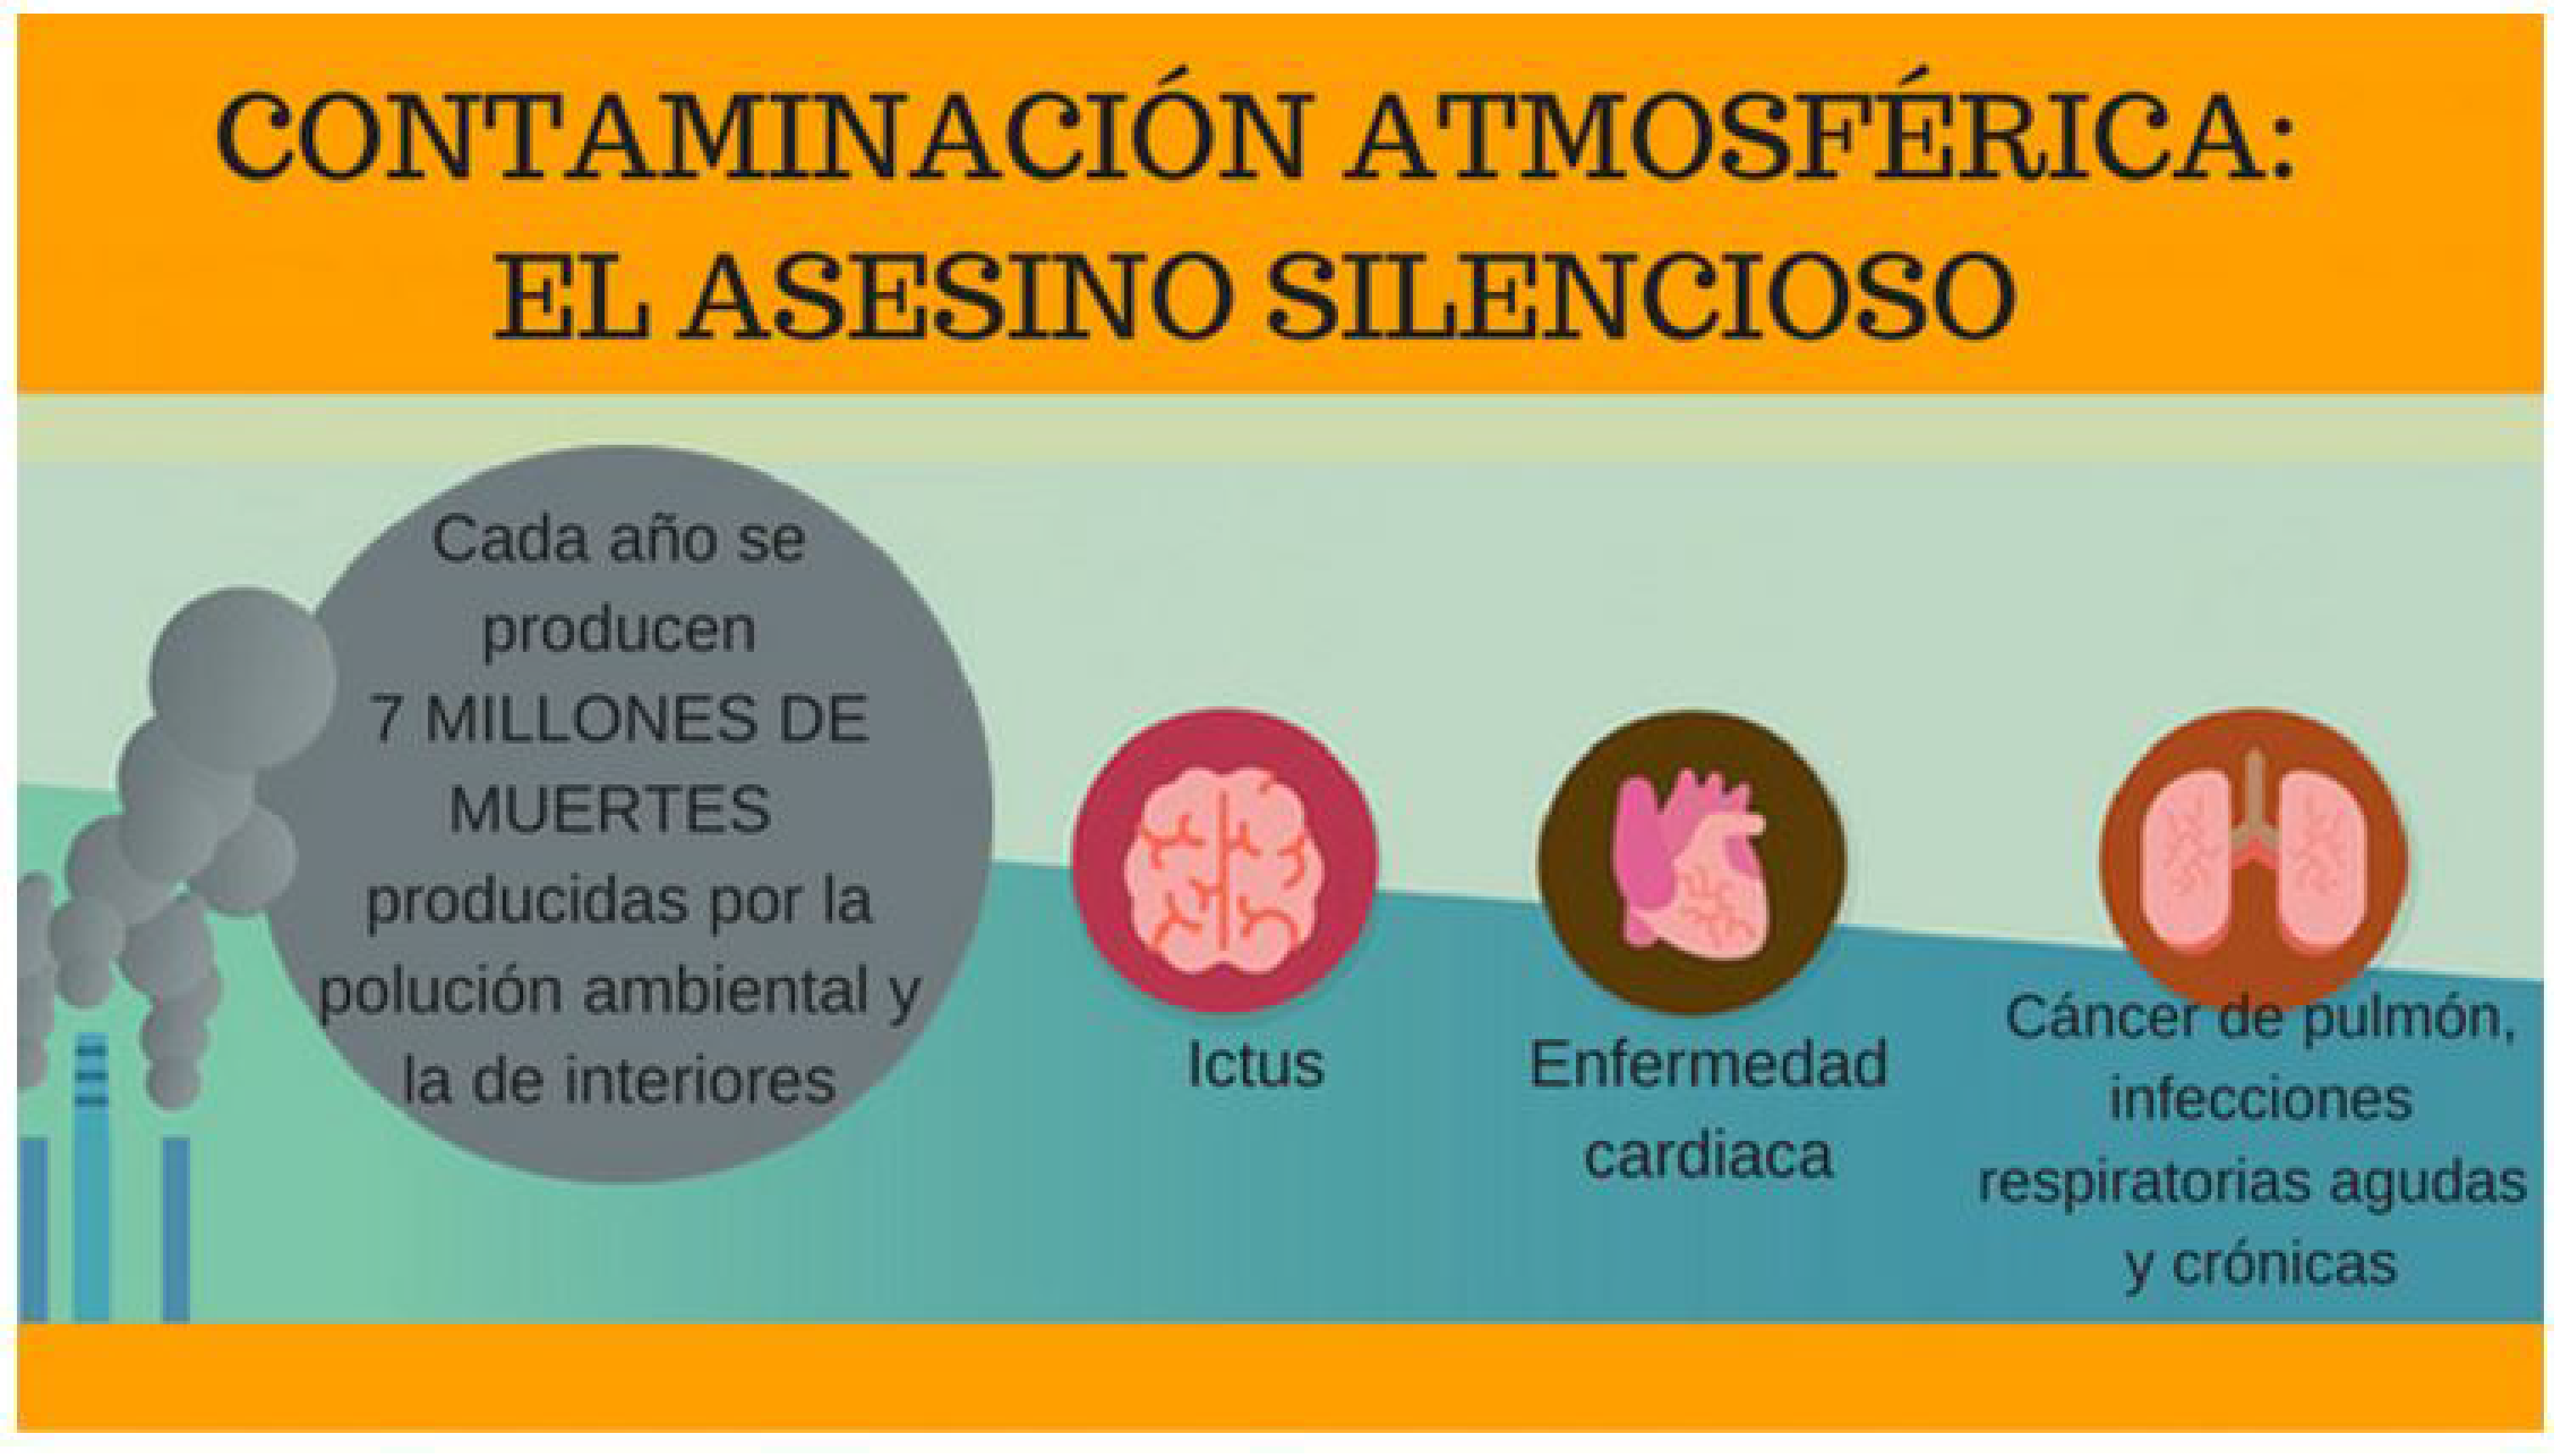 CONTAMINACIÓN ATMOSFÉRICA:
EL ASESINO SILENCIOSO
Cada año se
producen
7 MILLONES DE
MUERTES
producidas por la
polución ambiental y
la de interiores
Ictus
Enfermedad
cardiaca
Cáncer de pulmón,
infecciones
respiratorias agudas
y crónicas